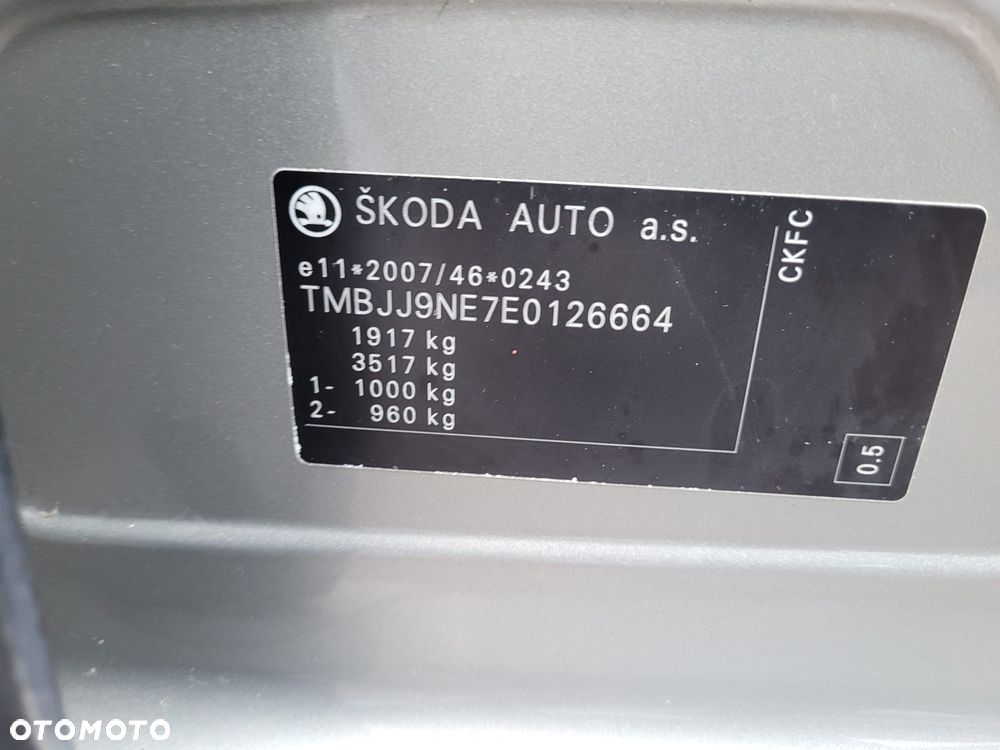 ŠKODA AUTO a.s.
e11*2007/46*0243
TMBJJ9NE7E0126664
1917 kg
3517 kg
1- 1000 kg
2- 960 kg
CKFC
0.5
OTOMOTO